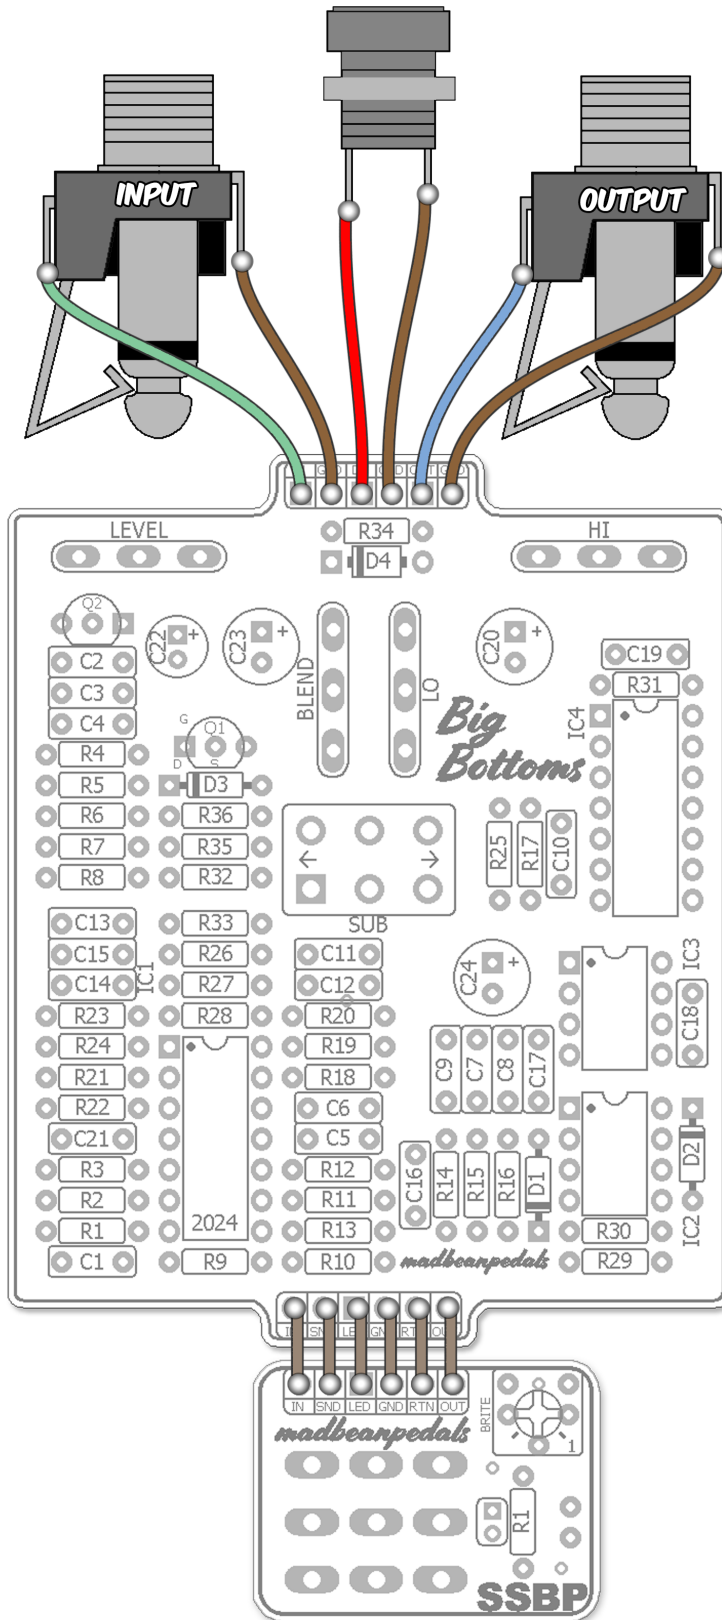 INPUT
OUTPUT
R34
LEVEL
HI
D4
Q2
C22
+
C23
+
C20
+
C2
C19
C3
BLEND
LO
R31
C4
G
Q1
IC4
Big
Bottoms
R4
D
S
R5
D3
R6
R36
R7
R35
R25
R17
C10
R8
R32
SUB
C13
R33
C15
R26
C11
C24
+
IC3
C14
IC1
R27
C12
R23
R28
R20
C18
R24
R19
R21
R18
C9
C7
C8
C17
R22
C6
C21
C5
D2
R3
R12
C16
R14
R15
R16
D1
R2
R11
R1
2024
R13
R30
IC2
C1
R9
R10
madbeanpedals
R29
IN
SND
LED
GND
RTN
OUT
BRITE
madbeanpedals
1
R1
SSBP